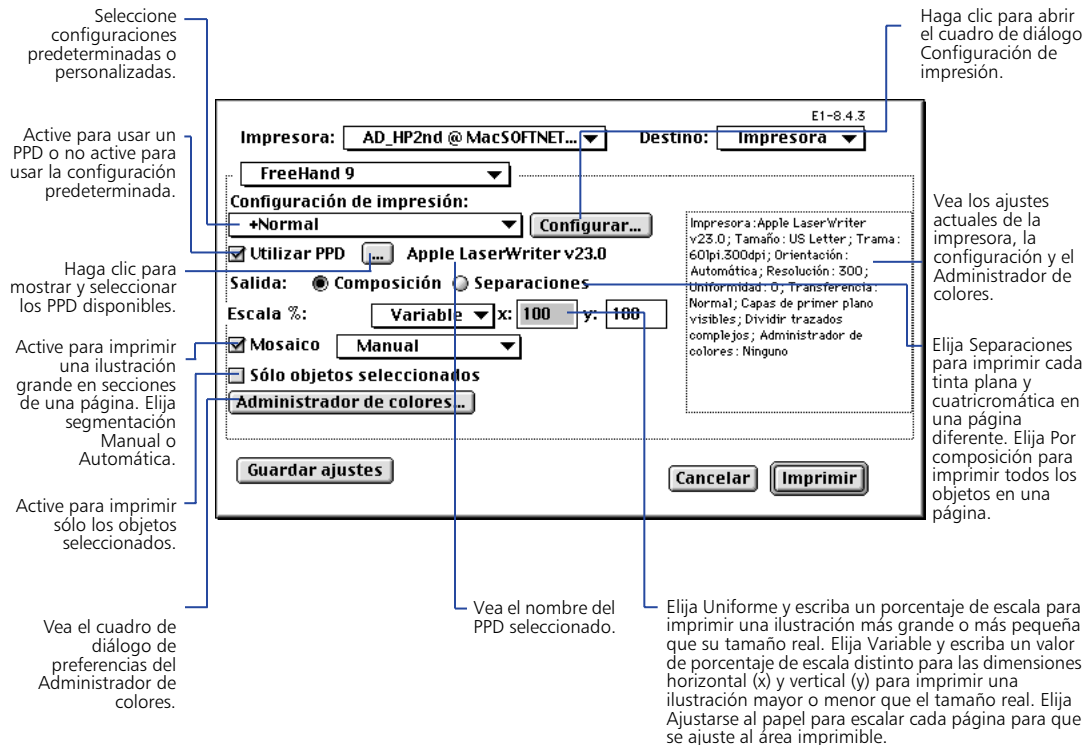 Seleccione
configuraciones
predeterminadas o
personalizadas.
Haga clic para abrir
el cuadro de diálogo
Configuración de
impresión.
Active para usar un
PPD o no active para
usar la configuración
predeterminada.
Haga clic para
mostrar y seleccionar
los PPD disponibles.
Active para imprimir
una ilustración
grande en secciones
de una página. Elija
segmentación
Manual o
Automática.
Active para imprimir
sólo los objetos
seleccionados.
Vea el cuadro de
diálogo de
preferencias del
Administrador de
colores.
E1-8.4.3
Impresora: AD_HP2nd @ MacSOFTNET... Destino: Impresora
FreeHand 9
Configuración de impresión:
+Normal Configurar...
Utilizar PPD ... Apple LaserWriter v23.0
Salida: Composición Separaciones
Escala %: Variable x: 100 y: 100
Mosaico Manual
Sólo objetos seleccionados
Administrador de colores...
Impresora:Apple LaserWriter
v23.0; Tamaño: US Letter; Trama:
60lpi.300dpi; Orientación:
Automática; Resolución: 300;
Uniformidad: 0; Transferencia:
Normal; Capas de primer plano
visibles; Dividir trazados
complejos; Administrador de
colores: Ninguno
Guardar ajustes Cancelar Imprimir
Vea los ajustes
actuales de la
impresora, la
configuración y el
Administrador de
colores.
Elija Separaciones
para imprimir cada
tinta plana y
cuatricromática en
una página
diferente. Elija Por
composición para
imprimir todos los
objetos en una
página.
Vea el nombre del
PPD seleccionado.
Elija Uniforme y escriba un porcentaje de escala para
imprimir una ilustración más grande o más pequeña
que su tamaño real. Elija Variable y escriba un valor
de porcentaje de escala distinto para las dimensiones
horizontal (x) y vertical (y) para imprimir una
ilustración mayor o menor que el tamaño real. Elija
Ajustarse al papel para escalar cada página para que
se ajuste al área imprimible.